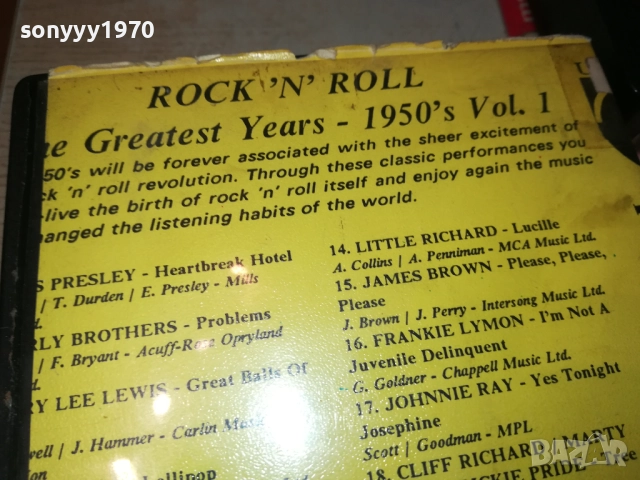 sonyyy1970
ROCK 'N' ROLL
Greatest Years - 1950's Vol. 1
50's will be forever associated with the sheer excitement of
'n' roll revolution. Through these classic performances you
-live the birth of rock 'n' roll itself and enjoy again the music
hanged the listening habits of the world.
S PRESLEY - Heartbreak Hotel
| T. Durden | E. Presley - Mills
RLY BROTHERS - Problems
| F. Bryant - Acuff-Rose Opryland
RY LEE LEWIS - Great Balls Of
well | J. Hammer - Carlin
Lollipop
14. LITTLE RICHARD - Lucille
A. Collins | A. Penniman - MCA Music Ltd.
15. JAMES BROWN - Please, Please,
Please
J. Brown | J. Perry - Intersong Music Ltd.
16. FRANKIE LYMON - I'm Not A
Juvenile Delinquent
G. Goldner - Chappell Music Ltd.
17. JOHNNIE RAY - Yes Tonight
Josephine
Scott | Goodman - MPL
18. CLIFF RICHARD - MARTY
PRIDE
bazar